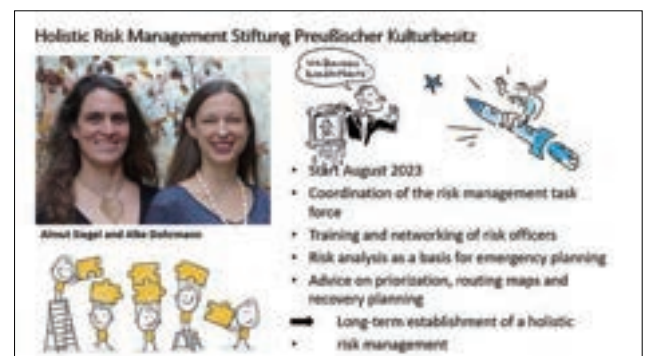 Holistic Risk Management Stiftung Preußischer Kulturbesitz
• Start August 2023
• Coordination of the risk management task
force
• Training and networking of risk officers
• Risk analysis as a basis for emergency planning
• Advice on priorization, routing maps and
recovery planning
➡ Long-term establishment of a holistic
• risk management
Almut Siegel and Alke Dohrmann